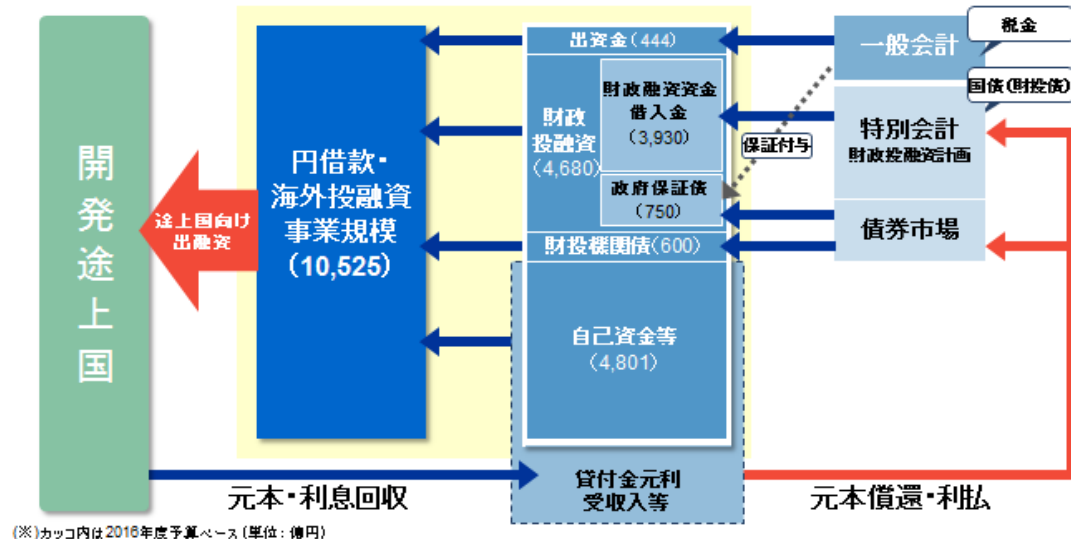 開発途上国
途上国向け
出融資
円借款・
海外投融資
事業規模
(10,525)
出資金(444)
財政
投融資
(4,680)
財政融資資金
借入金
(3,930)
政府保証債
(750)
財投機関債(600)
自己資金等
(4,801)
貸付金元利
受収入等
一般会計
税金
国債(財投債)
特別会計
財政投融資計画
保証付与
債券市場
元本・利息回収
元本償還・利払
(※)カッコ内は2016年度予算ベース(単位:億円)